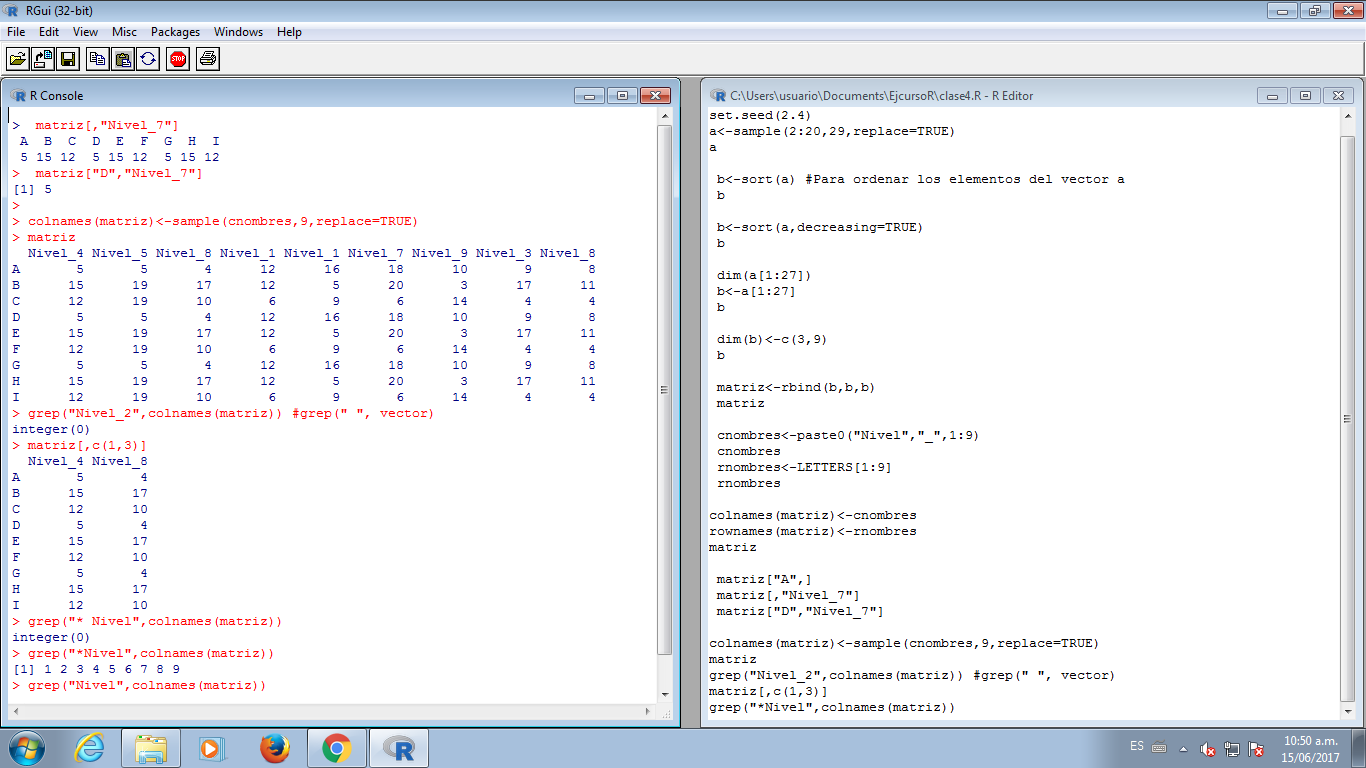 RGui (32-bit)
File Edit View Misc Packages Windows Help
STOP
R Console
>  matriz[,"Nivel_7"]
 A  B  C  D  E  F  G  H  I
 5 15 12  5 15 12  5 15 12
>  matriz["D","Nivel_7"]
[1] 5
>
> colnames(matriz)<-sample(cnombres,9,replace=TRUE)
> matriz
  Nivel_4 Nivel_5 Nivel_8 Nivel_1 Nivel_1 Nivel_7 Nivel_9 Nivel_3 Nivel_8
A       5       5       4      12      16      18      10       9       8
B      15      19      17      12       5      20       3      17      11
C      12      19      10       6       9       6      14       4       4
D       5       5       4      12      16      18      10       9       8
E      15      19      17      12       5      20       3      17      11
F      12      19      10       6       9       6      14       4       4
G       5       5       4      12      16      18      10       9       8
H      15      19      17      12       5      20       3      17      11
I      12      19      10       6       9       6      14       4       4
> grep("Nivel_2",colnames(matriz)) #grep(" ", vector)
integer(0)
> matriz[,c(1,3)]
  Nivel_4 Nivel_8
A       5       4
B      15      17
C      12      10
D       5       4
E      15      17
F      12      10
G       5       4
H      15      17
I      12      10
> grep("* Nivel",colnames(matriz))
integer(0)
> grep("*Nivel",colnames(matriz))
[1] 1 2 3 4 5 6 7 8 9
> grep("Nivel",colnames(matriz))
C:\Users\usuario\Documents\EjcursoR\clase4.R - R Editor
set.seed(2.4)
a<-sample(2:20,29,replace=TRUE)
a
b<-sort(a) #Para ordenar los elementos del vector a
b
b<-sort(a,decreasing=TRUE)
b
dim(a[1:27])
b<-a[1:27]
b
dim(b)<-c(3,9)
b
matriz<-rbind(b,b,b)
matriz
cnombres<-paste0("Nivel","_",1:9)
cnombres
rnombres<-LETTERS[1:9]
rnombres
colnames(matriz)<-cnombres
rownames(matriz)<-rnombres
matriz
matriz["A",]
matriz[,"Nivel_7"]
matriz["D","Nivel_7"]
colnames(matriz)<-sample(cnombres,9,replace=TRUE)
matriz
grep("Nivel_2",colnames(matriz)) #grep(" ", vector)
matriz[,c(1,3)]
grep("*Nivel",colnames(matriz))
ES
10:50 a.m.
15/06/2017